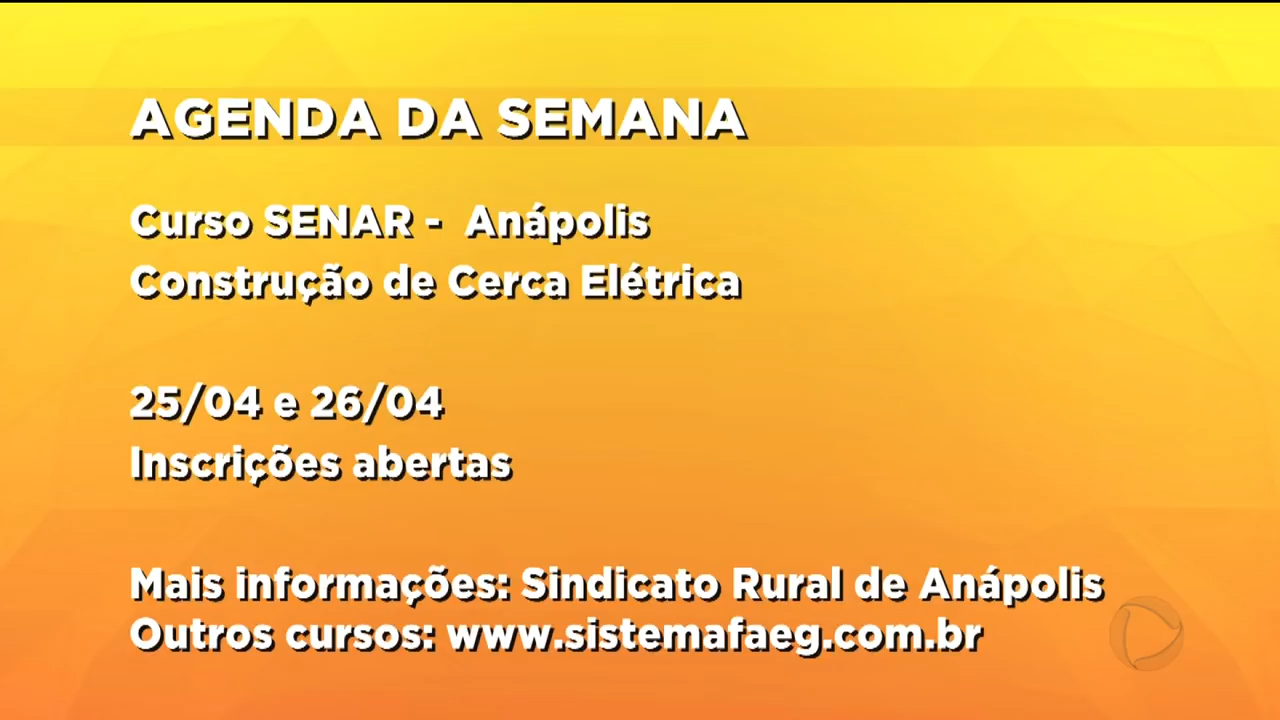 AGENDA DA SEMANA
Curso SENAR - Anápolis
Construção de Cerca Elétrica
25/04 e 26/04
Inscrições abertas
Mais informações: Sindicato Rural de Anápolis
Outros cursos: www.sistemafaeg.com.br